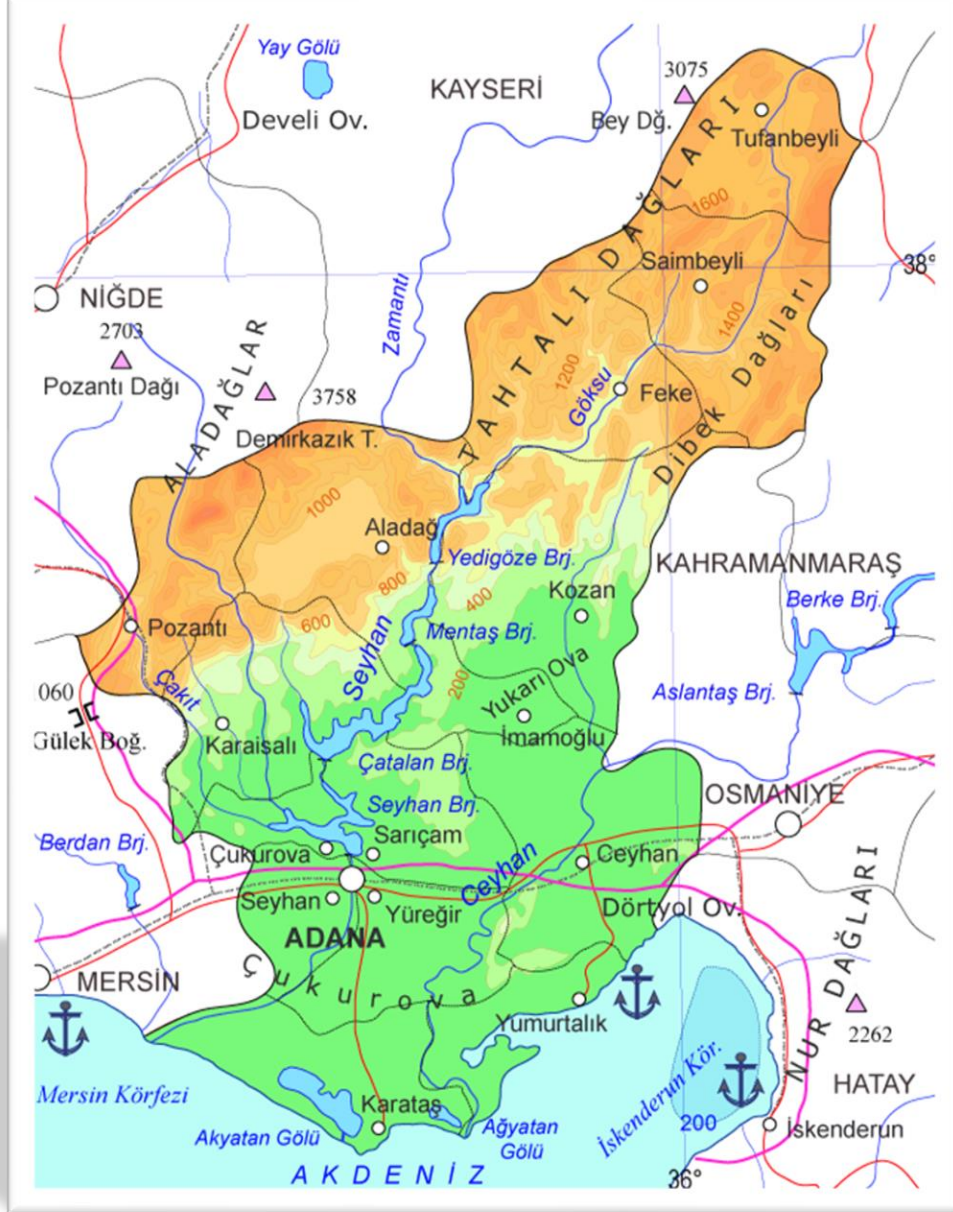 Yay Gölü
KAYSERİ
3075
Develi Ov.
Bey Dğ.
Tufanbeyli
1600
TAHTALI DAĞLARI
Saimbeyli
38°
NİĞDE
2703
Zamantı
1400
Pozantı Dağı
ALADAĞLAR
3758
1200
Göksu
Feke
Dibek Dağları
Demirkazık T.
1000
Aladağ
Yedigöze Brj.
KAHRAMANMARAŞ
800
400
Kozan
Berke Brj.
600
Pozantı
Mentaş Brj.
Seyhan
200
Çakıt
Yukarı Ova
Aslantaş Brj.
060
Gülek Boğ.
Karaisalı
İmamoğlu
Çatalan Brj.
OSMANİYE
Seyhan Brj.
Berdan Brj.
Sarıçam
Çukurova
Ceyhan
Ceyhan
Seyhan
Yüreğir
Dörtyol Ov.
ADANA
Çukurova
MERSİN
Yumurtalık
NUR DAĞLARI
2262
Mersin Körfezi
HATAY
Karataş
İskenderun Kör.
200
Akyatan Gölü
Ağyatan
Gölü
İskenderun
AKDENİZ
36°